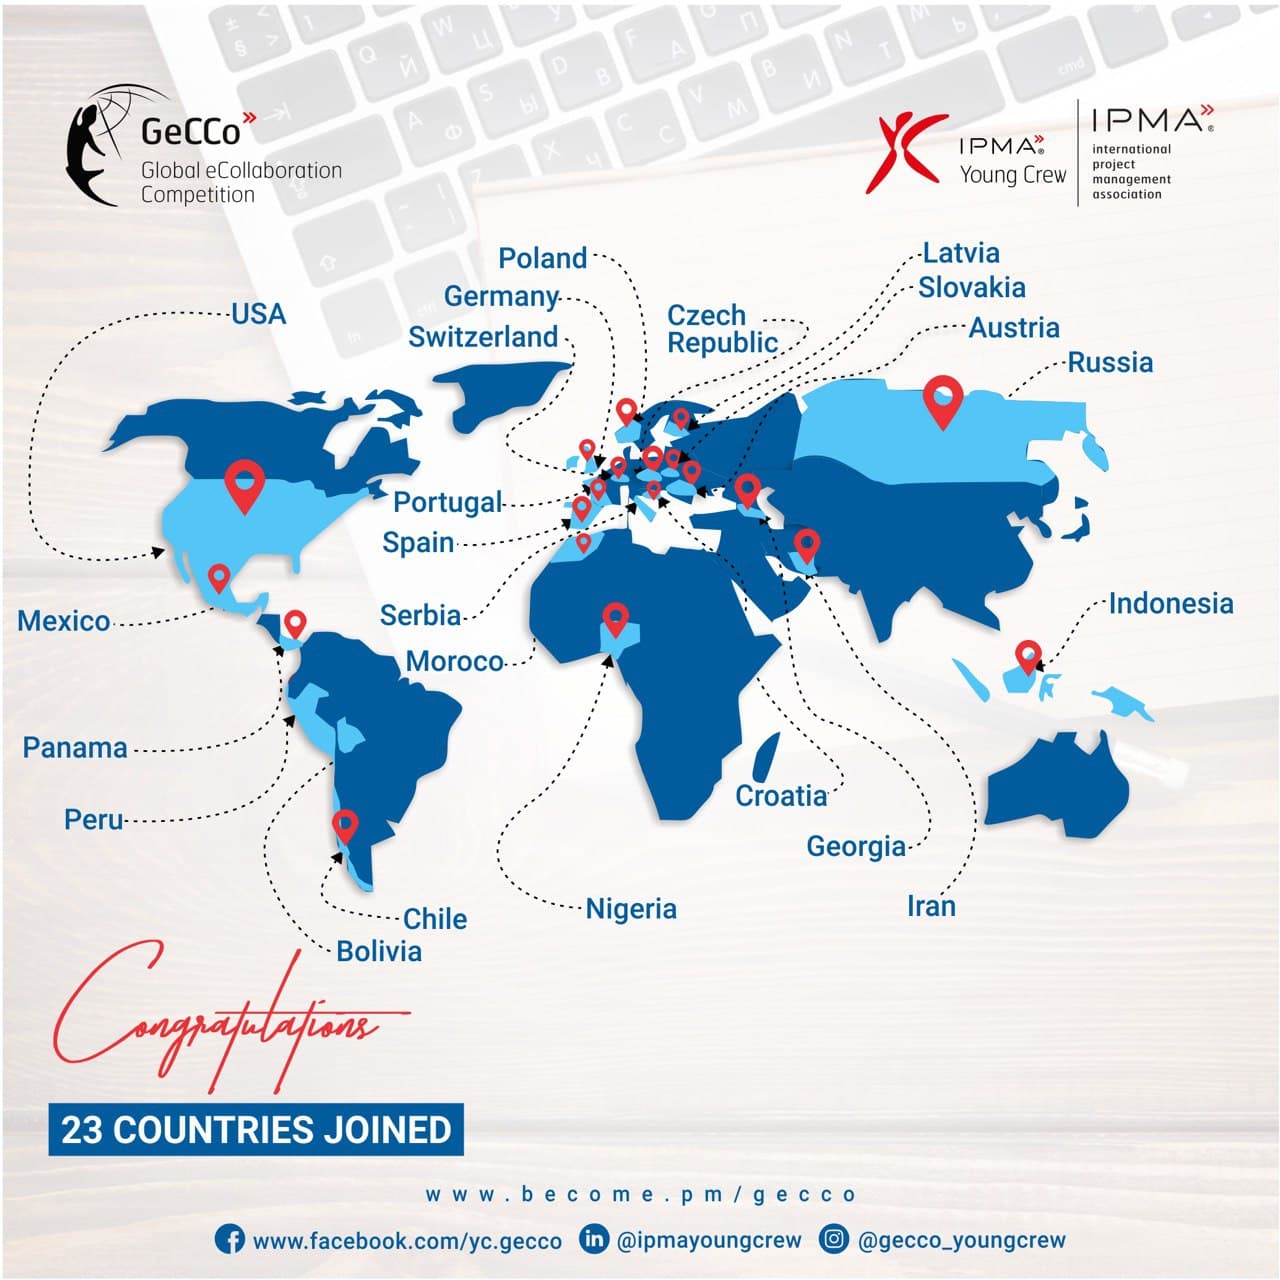 GeCCo
Global eCollaboration
Competition
IPMA®
Young Crew
IPMA®
international
project
management
association
Poland
Germany
Switzerland
USA
Czech
Republic
Latvia
Slovakia
Austria
Russia
Portugal
Spain
Serbia
Moroco
Mexico
Panama
Peru
Indonesia
Croatia
Georgia
Iran
Nigeria
Chile
Bolivia
Congratulations
23 COUNTRIES JOINED
www.become.pm/gecco
www.facebook.com/yc.gecco
@ipmayoungcrew
@gecco_youngcrew